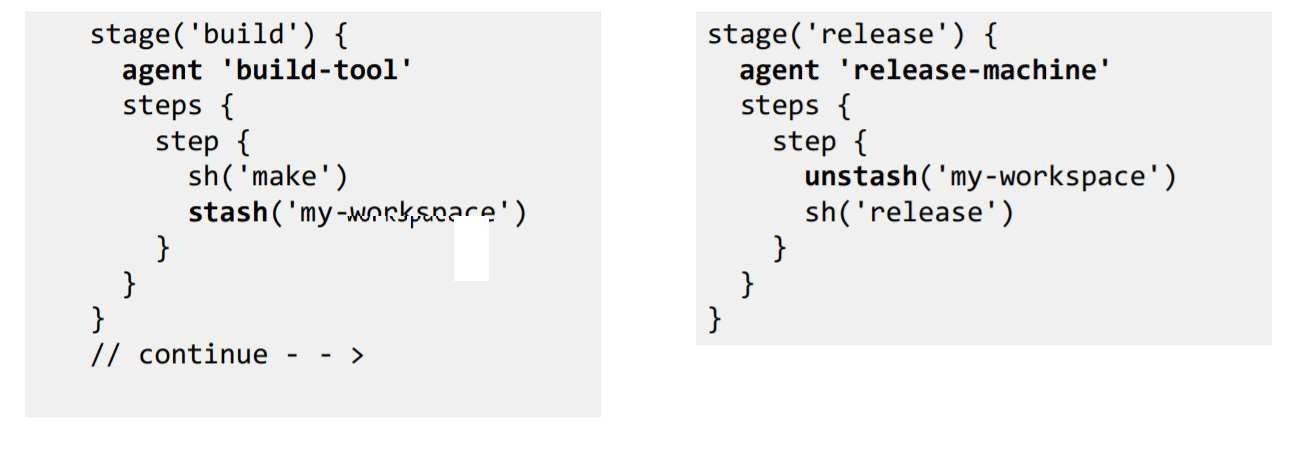 stage('build') {
agent 'build-tool'
steps {
step {
sh('make')
stash('my-workspace')
}
}
}
// continue - - >
stage('release') {
agent 'release-machine'
steps {
step {
unstash('my-workspace')
sh('release')
}
}
}